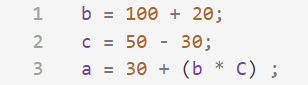 1 b = 100 + 20;
2 c = 50 - 30;
3 a = 30 + (b * C) ;